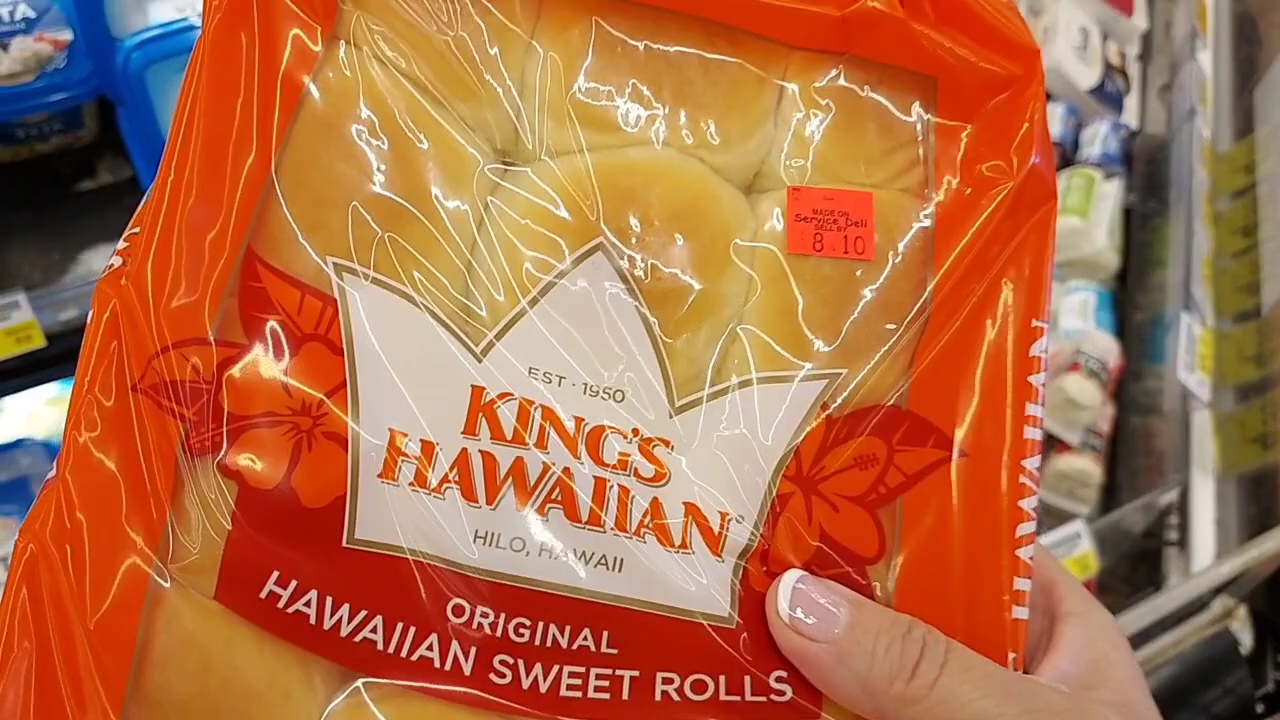 TA
MADE ON
Service Deli
SELL BY
8 10
EST · 1950
KING'S
HAWAIIAN®
HILO, HAWAII
ORIGINAL
HAWAIIAN SWEET ROLLS
HAWAIIAN